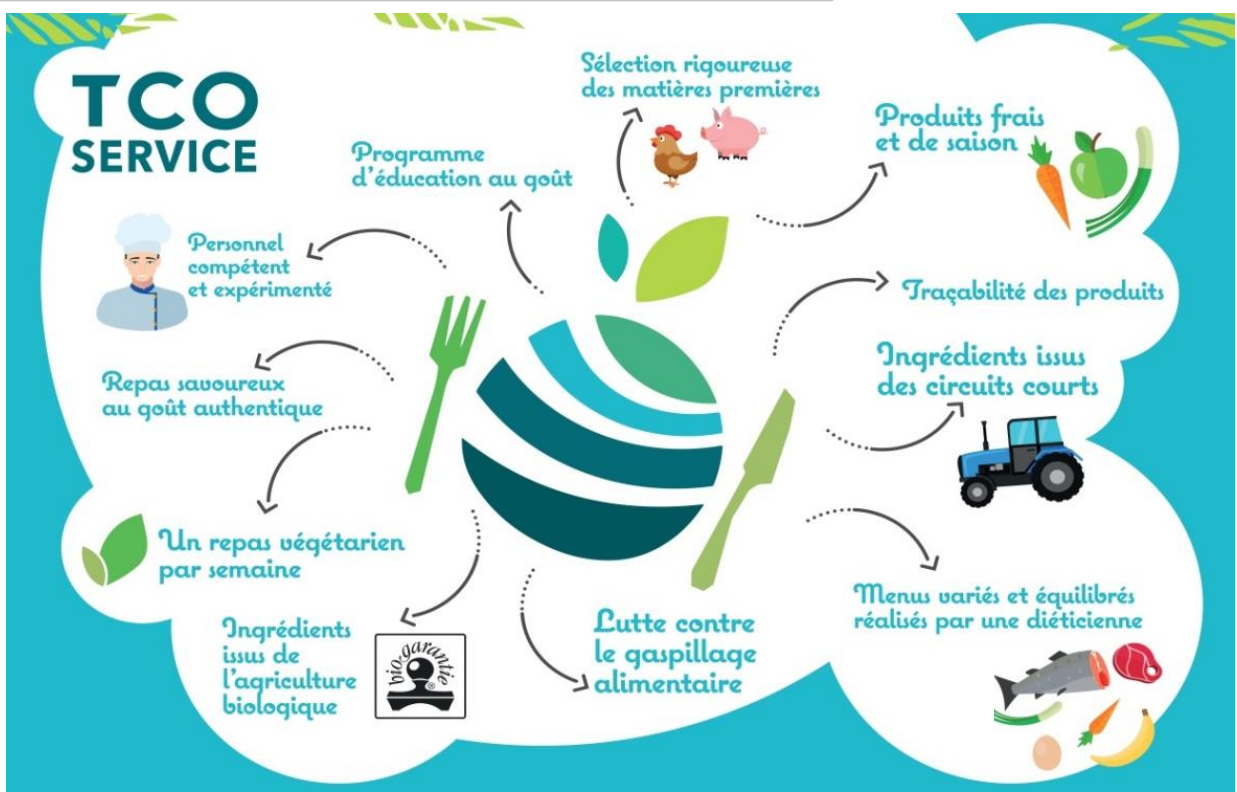 TCO
SERVICE
Sélection rigoureuse
des matières premières
Produits frais
et de saison
Programme
d'éducation au goût
Personnel
compétent
et expérimenté
Traçabilité des produits
Repas savoureux
au goût authentique
Ingrédients issus
des circuits courts
Un repas végétarien
par semaine
Ingrédients
issus de
l'agriculture
biologique
bio-garantie
®
Lutte contre
le gaspillage
alimentaire
Menus variés et équilibrés
réalisés par une diéticienne